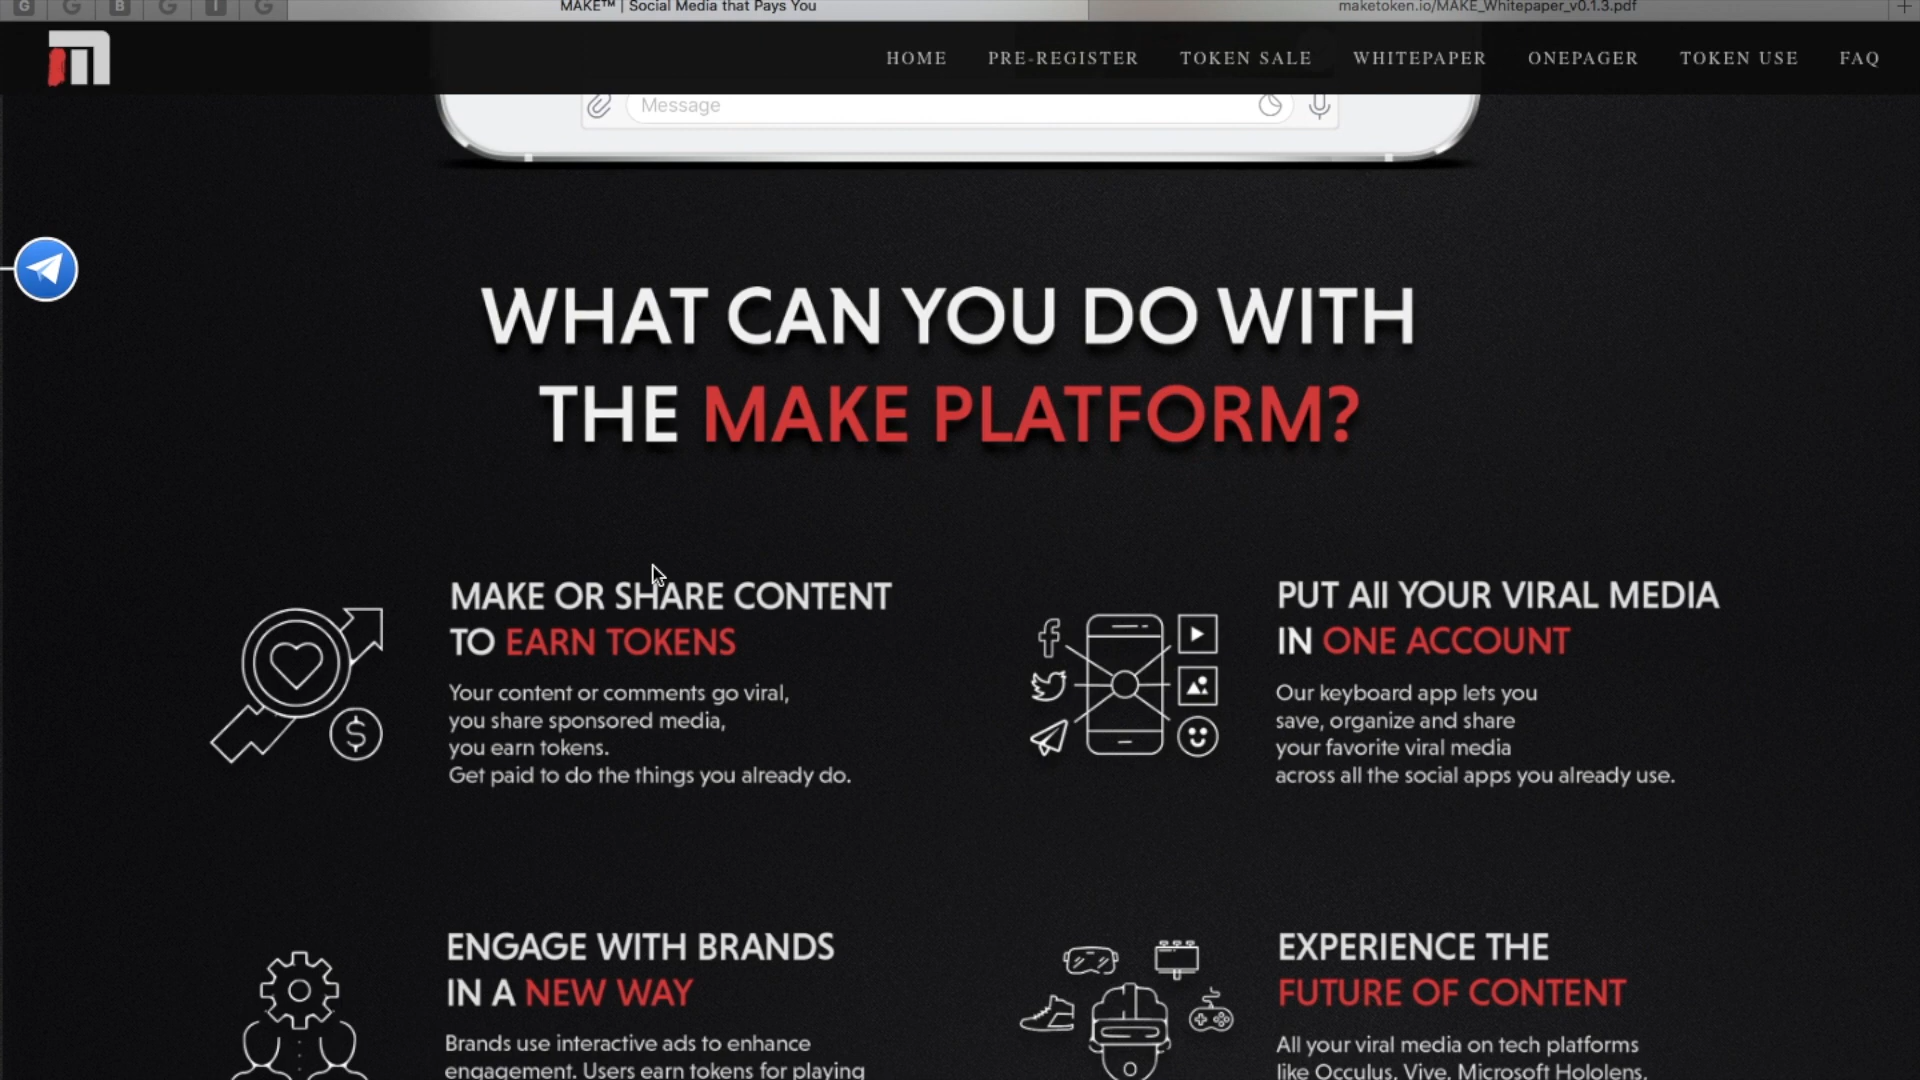 G G B G I G
MAKE™ | Social Media that Pays You
maketoken.io/MAKE_Whitepaper_v0.1.3.pdf
HOME PRE-REGISTER TOKEN SALE WHITEPAPER ONEPAGER TOKEN USE FAQ
Message
WHAT CAN YOU DO WITH
THE MAKE PLATFORM?
MAKE OR SHARE CONTENT
TO EARN TOKENS
Your content or comments go viral,
you share sponsored media,
you earn tokens.
Get paid to do the things you already do.
PUT All YOUR VIRAL MEDIA
IN ONE ACCOUNT
Our keyboard app lets you
save, organize and share
your favorite viral media
across all the social apps you already use.
ENGAGE WITH BRANDS
IN A NEW WAY
Brands use interactive ads to enhance
engagement. Users earn tokens for playing
EXPERIENCE THE
FUTURE OF CONTENT
All your viral media on tech platforms
like Occulus, Vive, Microsoft Hololens,